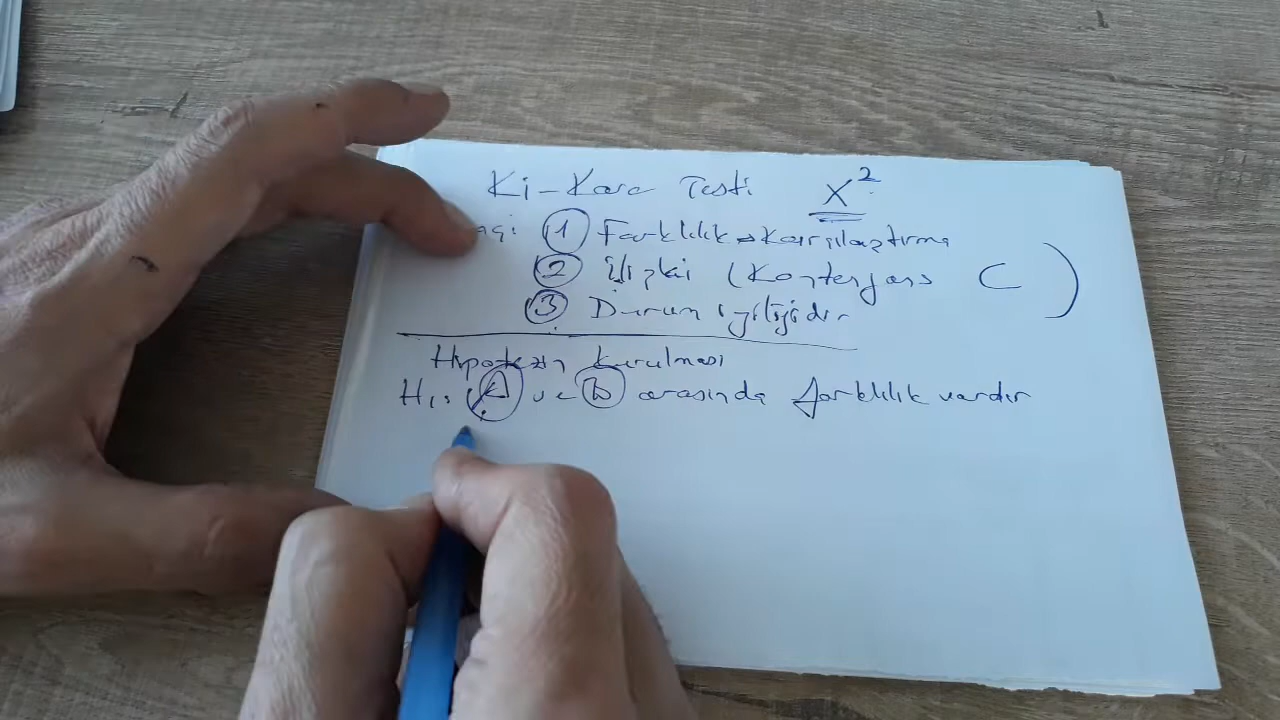 Ki-Kare Testi X²
① Farklılık → Karşılaştırma
② İlişki (Kontenjans C )
③ Durum iyiliğidir
Hipotezin kurulması
H₁: A ve B arasında farklılık vardır